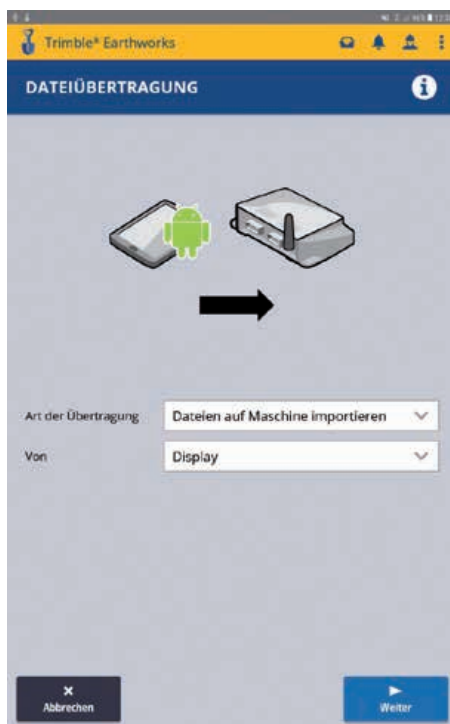 Trimble® Earthworks
DATEIÜBERTRAGUNG
Art der Übertragung Dateien auf Maschine importieren
Von Display
Abbrechen Weiter